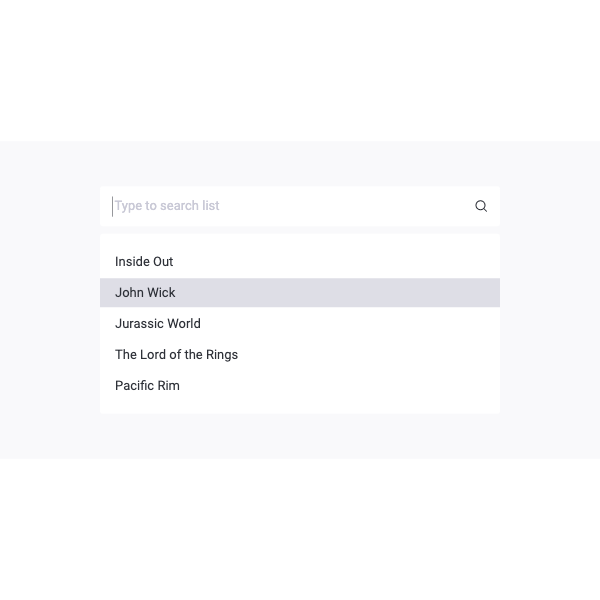 Type to search list
Inside Out
John Wick
Jurassic World
The Lord of the Rings
Pacific Rim